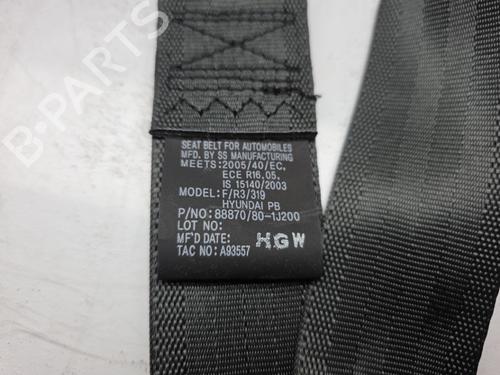 B-PARTS
SEAT BELT FOR AUTOMOBILES
MFD. BY SS MANUFACTURING
MEETS: 2005/40/EC,
ECE R16.05.
IS 15140/2003
MODEL: F/R3/319
HYUNDAI PB
P/NO: 88870/80-1J200
LOT NO:
MF'D DATE: HGW
TAC NO: A93557